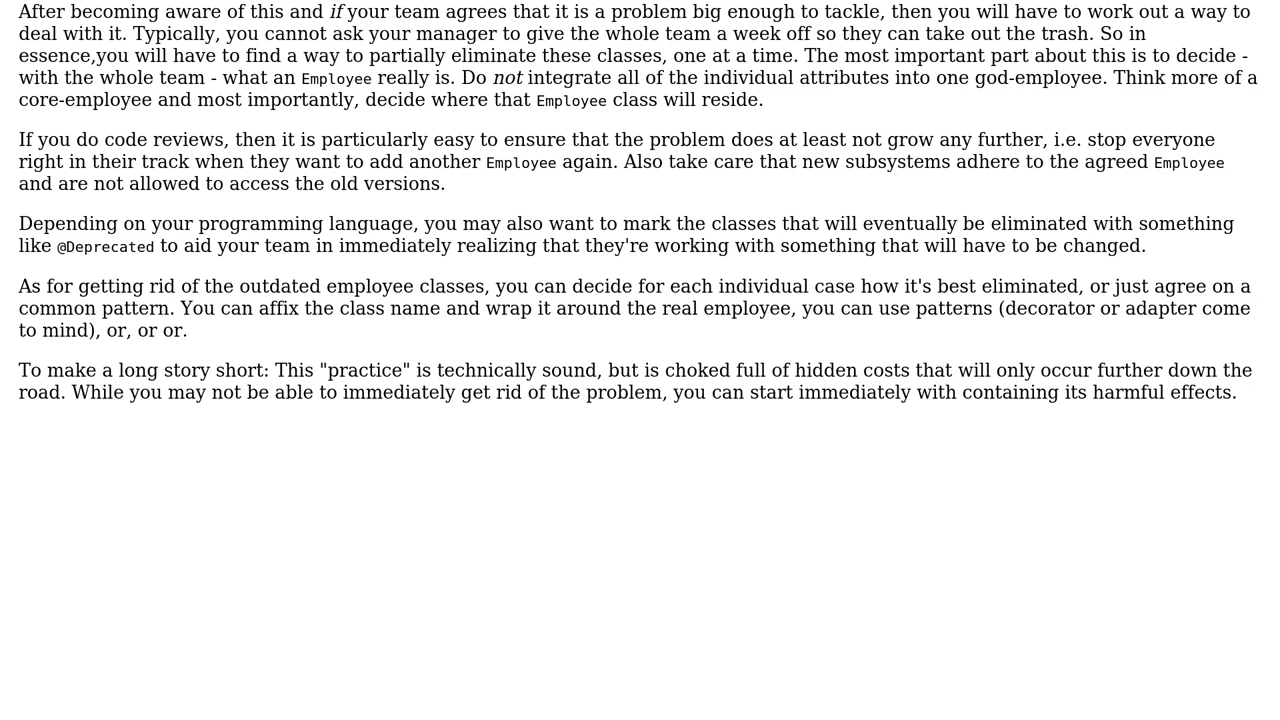 After becoming aware of this and if your team agrees that it is a problem big enough to tackle, then you will have to work out a way to
deal with it. Typically, you cannot ask your manager to give the whole team a week off so they can take out the trash. So in
essence,you will have to find a way to partially eliminate these classes, one at a time. The most important part about this is to decide -
with the whole team - what an Employee really is. Do not integrate all of the individual attributes into one god-employee. Think more of a
core-employee and most importantly, decide where that Employee class will reside.
If you do code reviews, then it is particularly easy to ensure that the problem does at least not grow any further, i.e. stop everyone
right in their track when they want to add another Employee again. Also take care that new subsystems adhere to the agreed Employee
and are not allowed to access the old versions.
Depending on your programming language, you may also want to mark the classes that will eventually be eliminated with something
like @Deprecated to aid your team in immediately realizing that they're working with something that will have to be changed.
As for getting rid of the outdated employee classes, you can decide for each individual case how it's best eliminated, or just agree on a
common pattern. You can affix the class name and wrap it around the real employee, you can use patterns (decorator or adapter come
to mind), or, or or.
To make a long story short: This "practice" is technically sound, but is choked full of hidden costs that will only occur further down the
road. While you may not be able to immediately get rid of the problem, you can start immediately with containing its harmful effects.